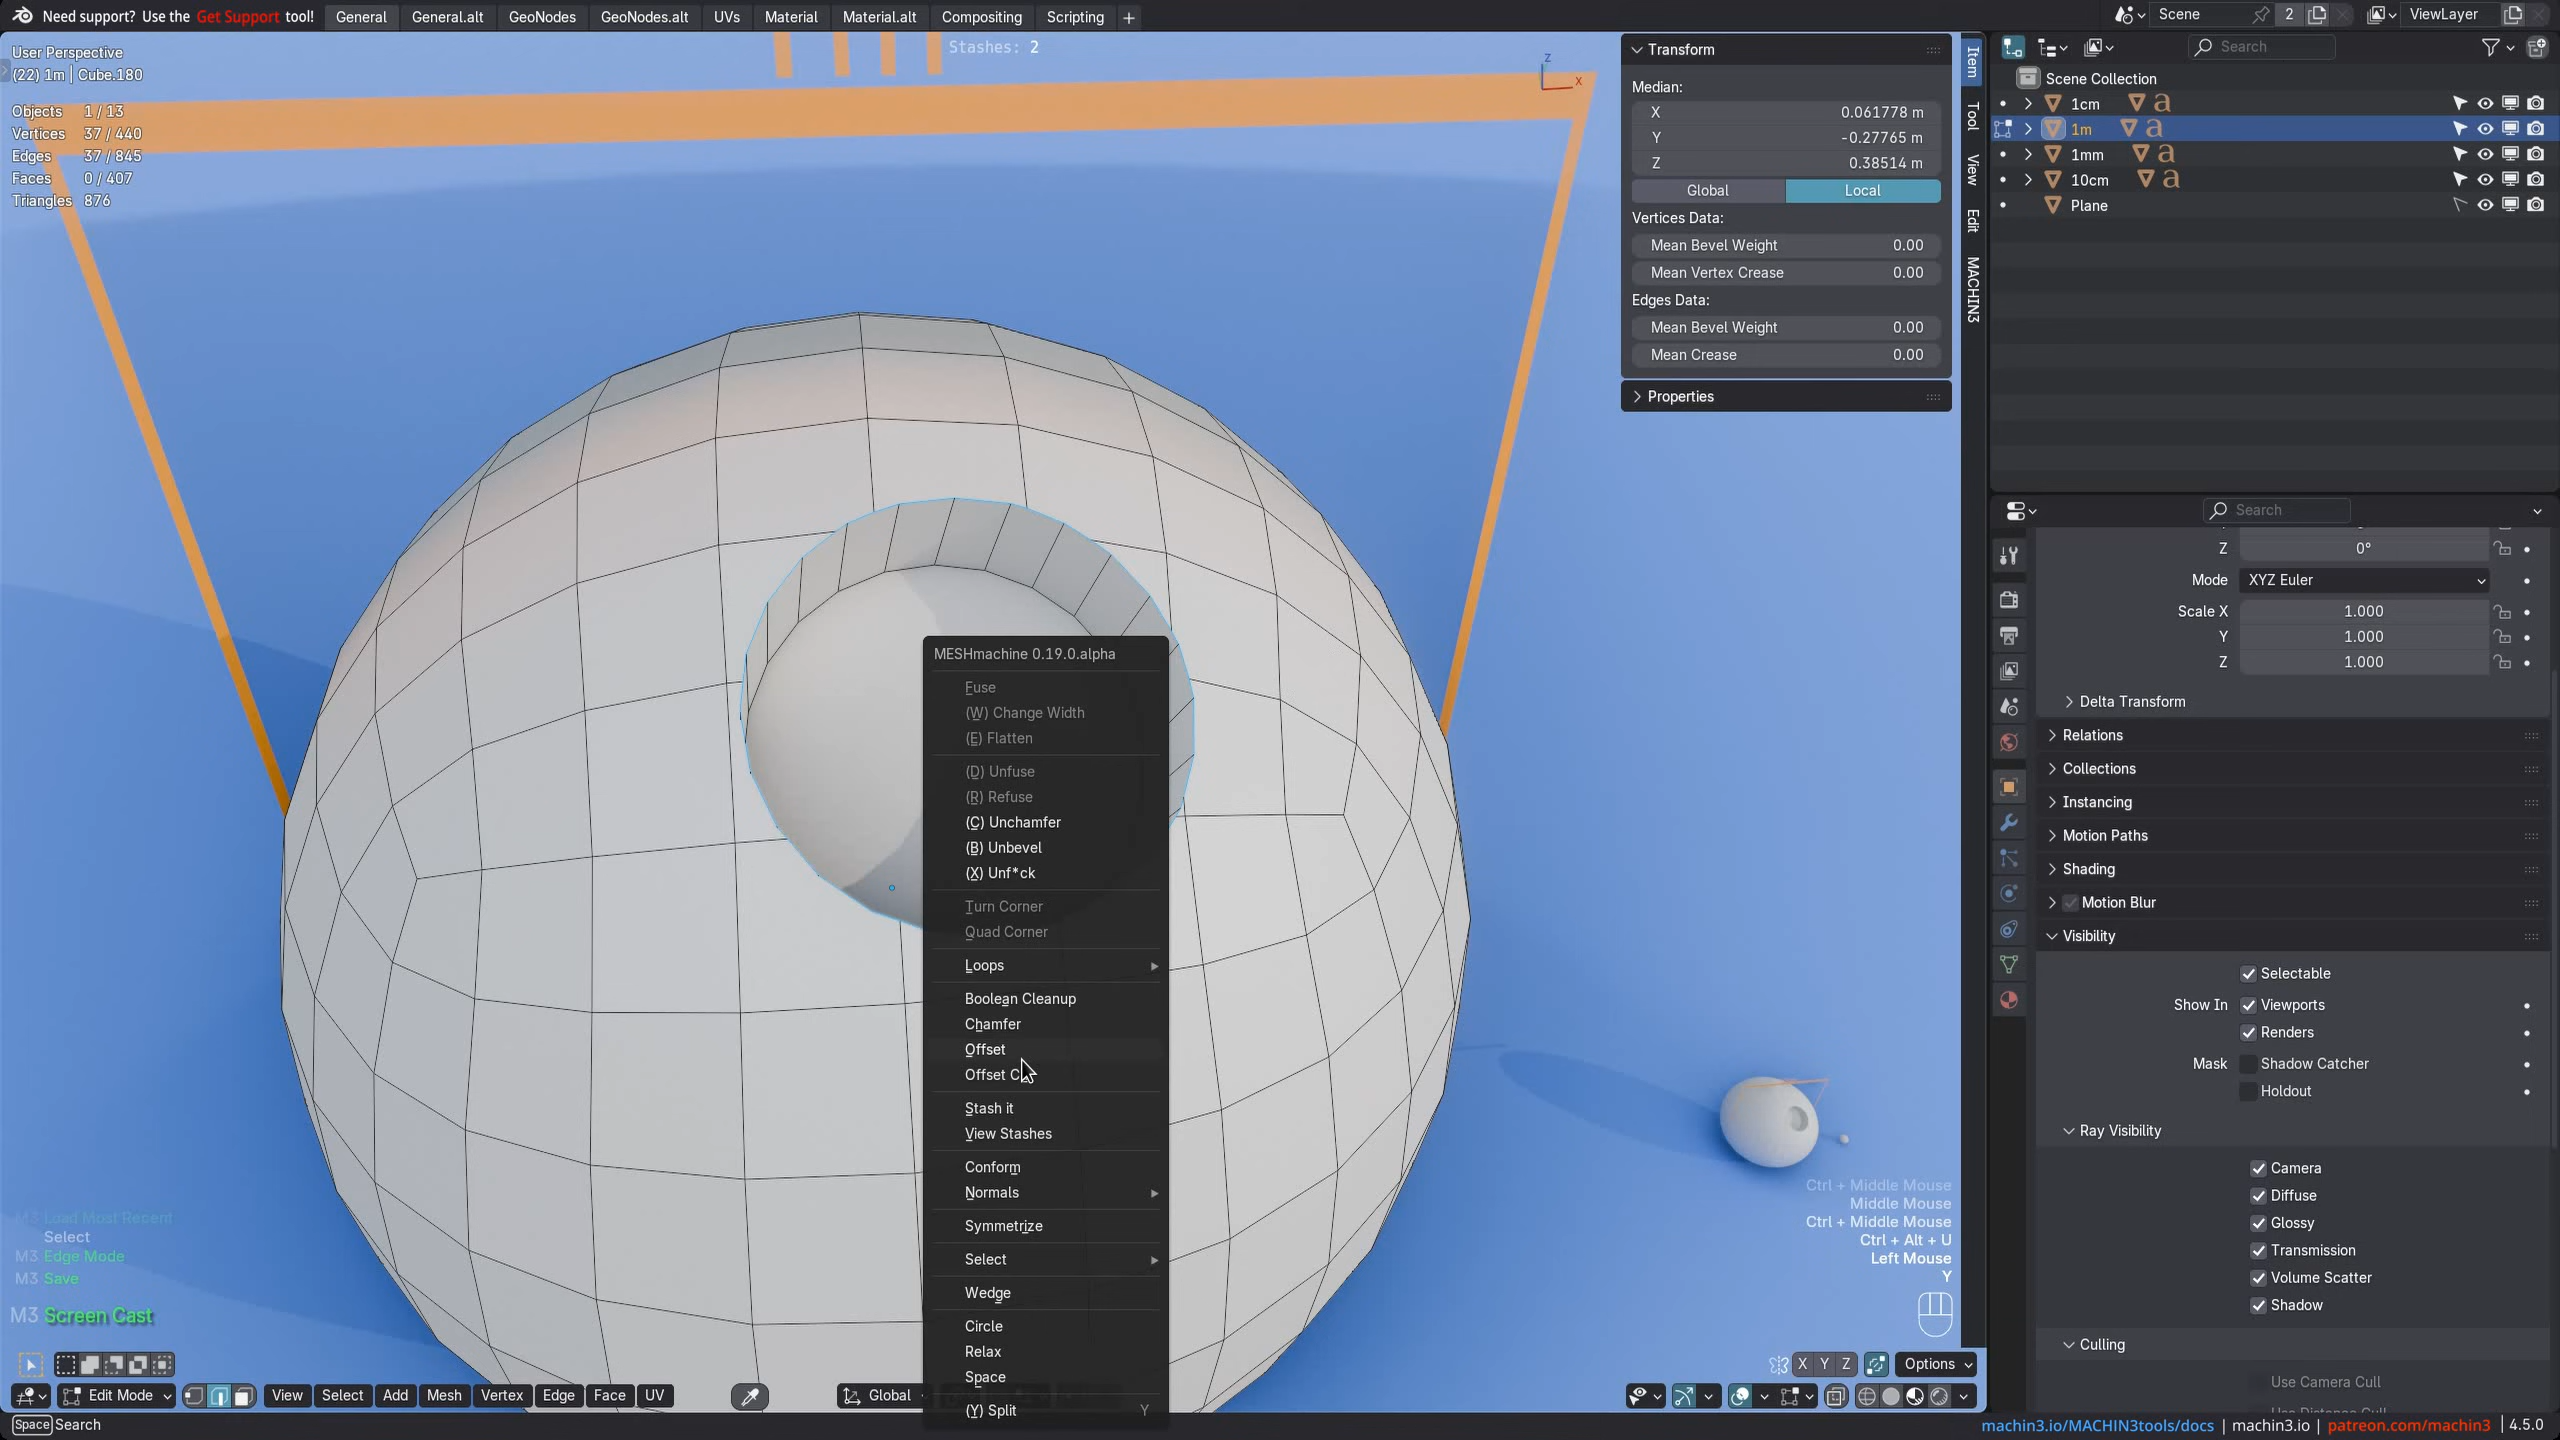 Need support? Use the Get Support tool!
General
General.alt
GeoNodes
GeoNodes.alt
UVs
Material
Material.alt
Compositing
Scripting
Scene
2
ViewLayer
User Perspective
(22) 1m | Cube.180
Objects 1 / 13
Vertices 37 / 440
Edges 37 / 845
Faces 0 / 407
Triangles 876
Stashes: 2
Z
X
Transform
Median:
X 0.061778 m
Y -0.27765 m
Z 0.38514 m
Global Local
Vertices Data:
Mean Bevel Weight 0.00
Mean Vertex Crease 0.00
Edges Data:
Mean Bevel Weight 0.00
Mean Crease 0.00
Properties
Item
Tool
View
Edit
MACHIN3
Search
Scene Collection
1cm
1m
1mm
10cm
Plane
Search
Z 0°
Mode XYZ Euler
Scale X 1.000
Y 1.000
Z 1.000
Delta Transform
Relations
Collections
Instancing
Motion Paths
Shading
Motion Blur
Visibility
Selectable
Show In Viewports
Renders
Mask Shadow Catcher
Holdout
Ray Visibility
Camera
Diffuse
Glossy
Transmission
Volume Scatter
Shadow
Culling
Use Camera Cull
MESHmachine 0.19.0.alpha
Fuse
(W) Change Width
(E) Flatten
(D) Unfuse
(R) Refuse
(C) Unchamfer
(B) Unbevel
(X) Unf*ck
Turn Corner
Quad Corner
Loops
Boolean Cleanup
Chamfer
Offset
Offset
Stash it
View Stashes
Conform
Normals
Symmetrize
Select
Wedge
Circle
Relax
Space
(Y) Split Y
M3 Load Most Recent
Select
M3 Edge Mode
M3 Save
M3 Screen Cast
Ctrl + Middle Mouse
Middle Mouse
Ctrl + Middle Mouse
Ctrl + Alt + U
Left Mouse
Y
X Y Z Options
Edit Mode
View
Select
Add
Mesh
Vertex
Edge
Face
UV
Global
Space Search
machin3.io/MACHIN3tools/docs | machin3.io | patreon.com/machin3 | 4.5.0